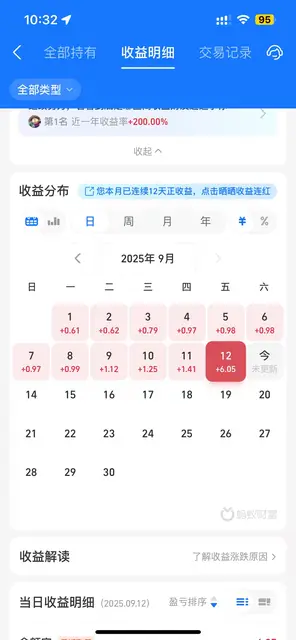 10:32
95
全部持有 收益明细 交易记录
全部类型
第1名 近一年收益率+200.00%
收起
收益分布 您本月已连续12天正收益，点击晒晒收益连红
日 周 月 年 ¥ %
2025年 9月
日 一 二 三 四 五 六
1 2 3 4 5 6
+0.61 +0.62 +0.79 +0.97 +0.98 +0.98
7 8 9 10 11 12 今
+0.97 +0.99 +1.12 +1.25 +1.41 +6.05 未更新
14 15 16 17 18 19 20
21 22 23 24 25 26 27
28 29 30
蚂蚁财富
收益解读 了解收益涨跌原因
当日收益明细 (2025.09.12) 盈亏排序